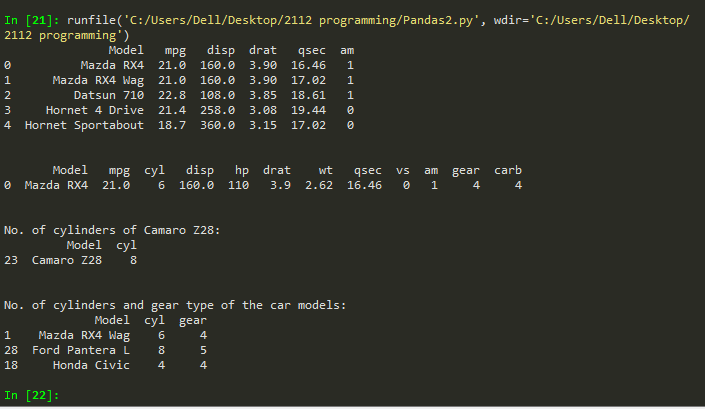 In [21]: runfile('C:/Users/Dell/Desktop/2112 programming/Pandas2.py', wdir='C:/Users/Dell/Desktop/
2112 programming')
               Model   mpg   disp  drat   qsec  am
0          Mazda RX4  21.0  160.0  3.90  16.46   1
1      Mazda RX4 Wag  21.0  160.0  3.90  17.02   1
2         Datsun 710  22.8  108.0  3.85  18.61   1
3     Hornet 4 Drive  21.4  258.0  3.08  19.44   0
4  Hornet Sportabout  18.7  360.0  3.15  17.02   0
       Model   mpg  cyl   disp   hp  drat    wt   qsec  vs  am  gear  carb
0  Mazda RX4  21.0    6  160.0  110   3.9  2.62  16.46   0   1     4     4
No. of cylinders of Camaro Z28:
         Model  cyl
23  Camaro Z28    8
No. of cylinders and gear type of the car models:
             Model  cyl  gear
1    Mazda RX4 Wag    6     4
28  Ford Pantera L    8     5
18     Honda Civic    4     4
In [22]: